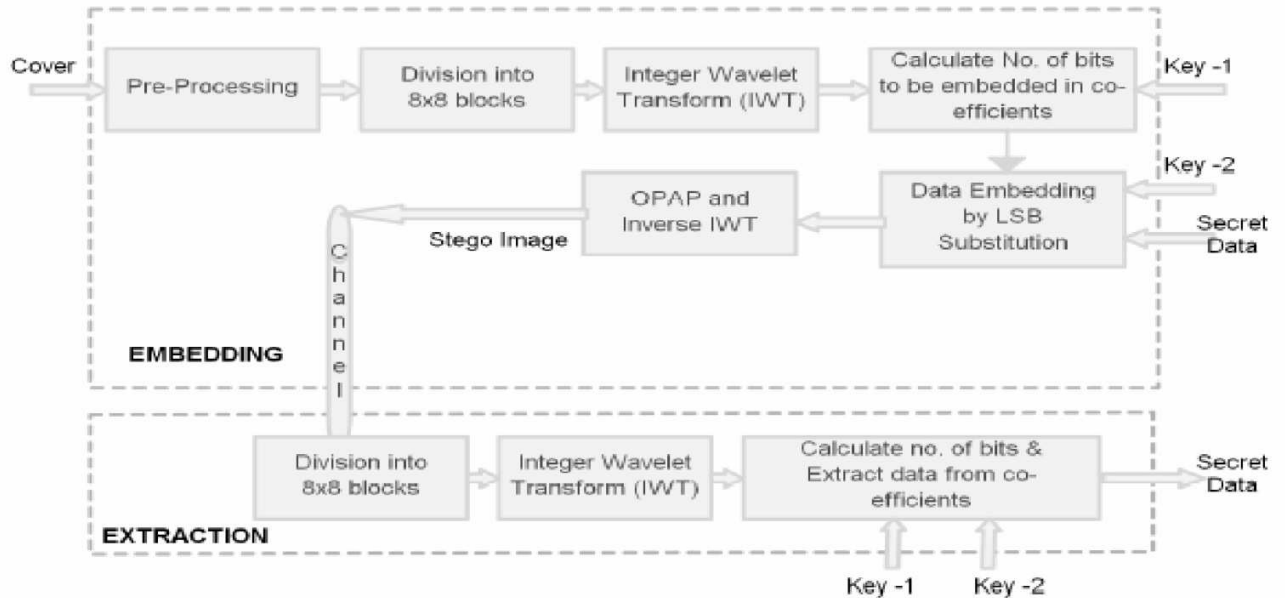 Cover
Pre-Processing
Division into
8x8 blocks
Integer Wavelet
Transform (IWT)
Calculate No. of bits
to be embedded in co-
efficients
Key -1
Key -2
Data Embedding
by LSB
Substitution
Secret
Data
OPAP and
Inverse IWT
Stego Image
Channel
EMBEDDING
Division into
8x8 blocks
Integer Wavelet
Transform (IWT)
Calculate no. of bits &
Extract data from co-
efficients
Secret
Data
EXTRACTION
Key -1
Key -2